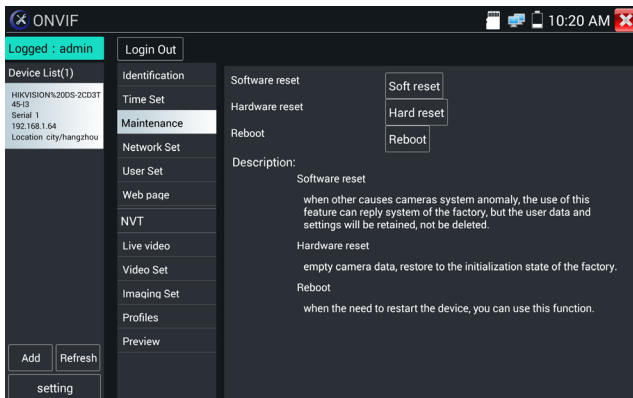 ONVIF
10:20 AM
Logged : admin
Login Out
Device List(1)
HIKVISION%20DS-2CD3T
45-I3
Serial 1
192.168.1.64
Location city/hangzhou
Add
Refresh
setting
Identification
Time Set
Maintenance
Network Set
User Set
Web page
NVT
Live video
Video Set
Imaging Set
Profiles
Preview
Software reset
Soft reset
Hardware reset
Hard reset
Reboot
Reboot
Description:
Software reset
when other causes cameras system anomaly, the use of this
feature can reply system of the factory, but the user data and
settings will be retained, not be deleted.
Hardware reset
empty camera data, restore to the initialization state of the factory.
Reboot
when the need to restart the device, you can use this function.